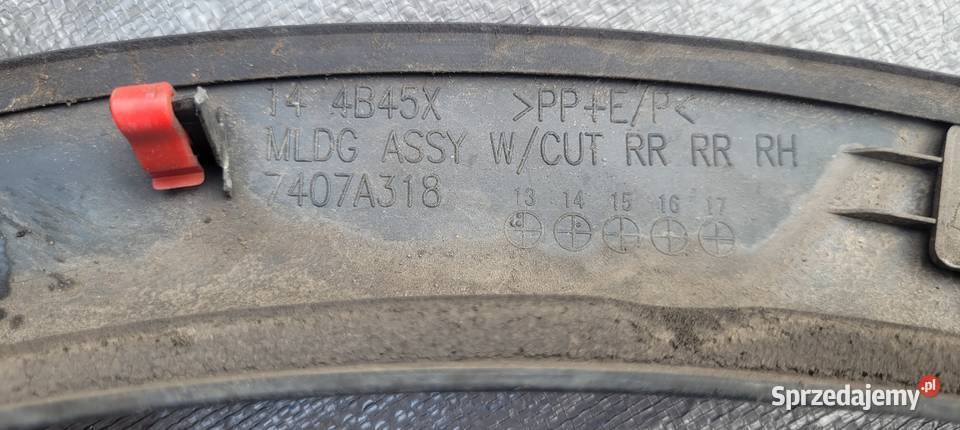 14 4B45X >PP+E/P<
MLDG ASSY W/CUT RR RR RH
7407A318
13 14 15 16 17
Sprzedajemy.pl